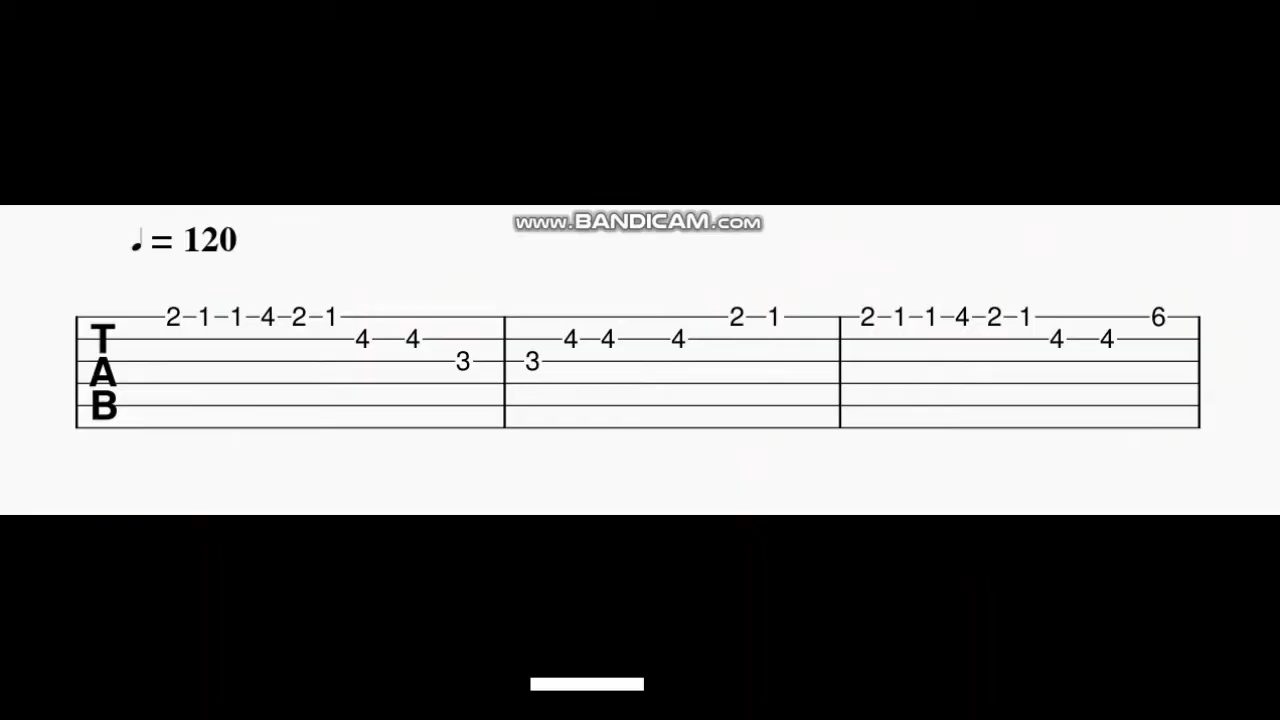 www.BANDICAM.com
♩ = 120
2 1 1 4 2 1 2 1 2 1 1 4 2 1 6
T 4 4 4 4 4 4 4
A 3 3
B